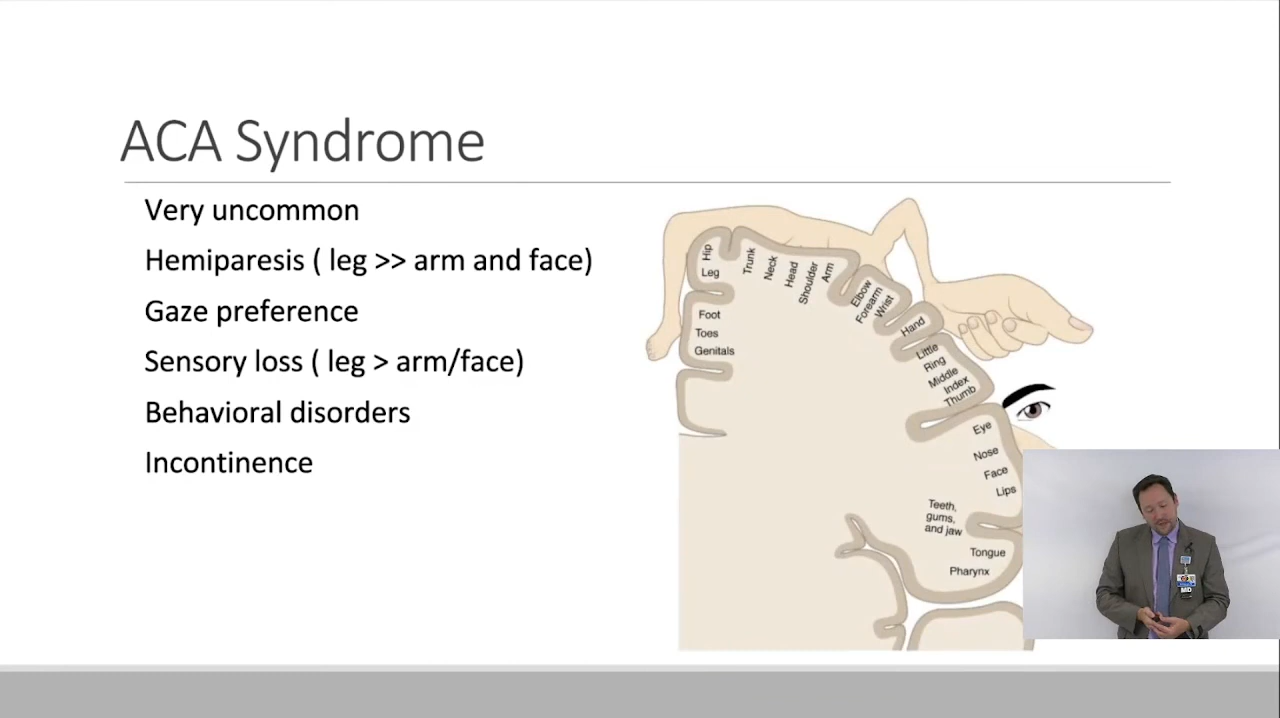 ACA Syndrome
Very uncommon
Hemiparesis ( leg >> arm and face)
Gaze preference
Sensory loss ( leg > arm/face)
Behavioral disorders
Incontinence
Hip
Leg
Foot
Toes
Genitals
Trunk
Neck
Head
Shoulder
Arm
Elbow
Forearm
Wrist
Hand
Little
Ring
Middle
Index
Thumb
Eye
Nose
Face
Lips
Teeth,
gums,
and jaw
Tongue
Pharynx
MD